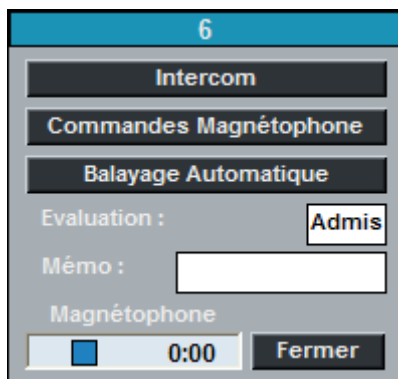 6
Intercom
Commandes Magnétophone
Balayage Automatique
Evaluation : Admis
Mémo :
Magnétophone
0:00 Fermer